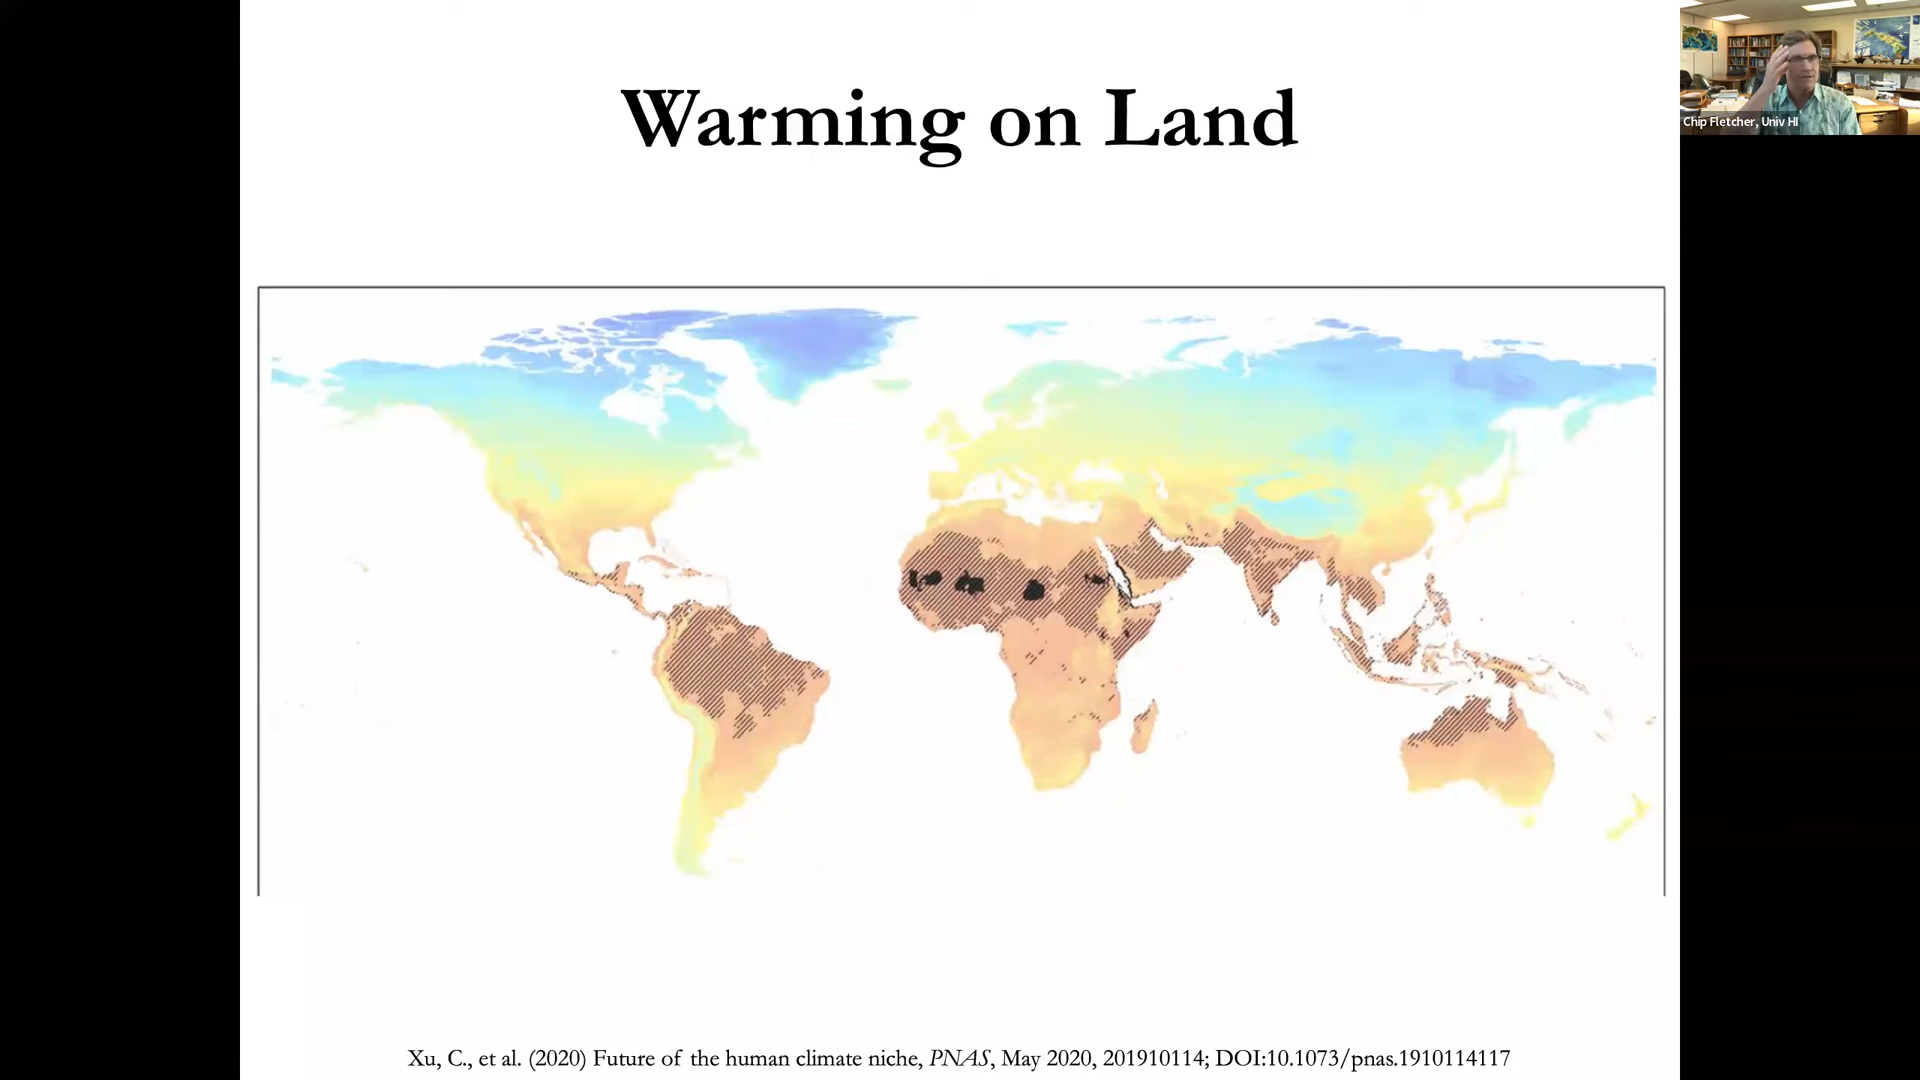 Warming on Land
Chip Fletcher, Univ HI
Xu, C., et al. (2020) Future of the human climate niche, PNAS, May 2020, 201910114; DOI:10.1073/pnas.1910114117